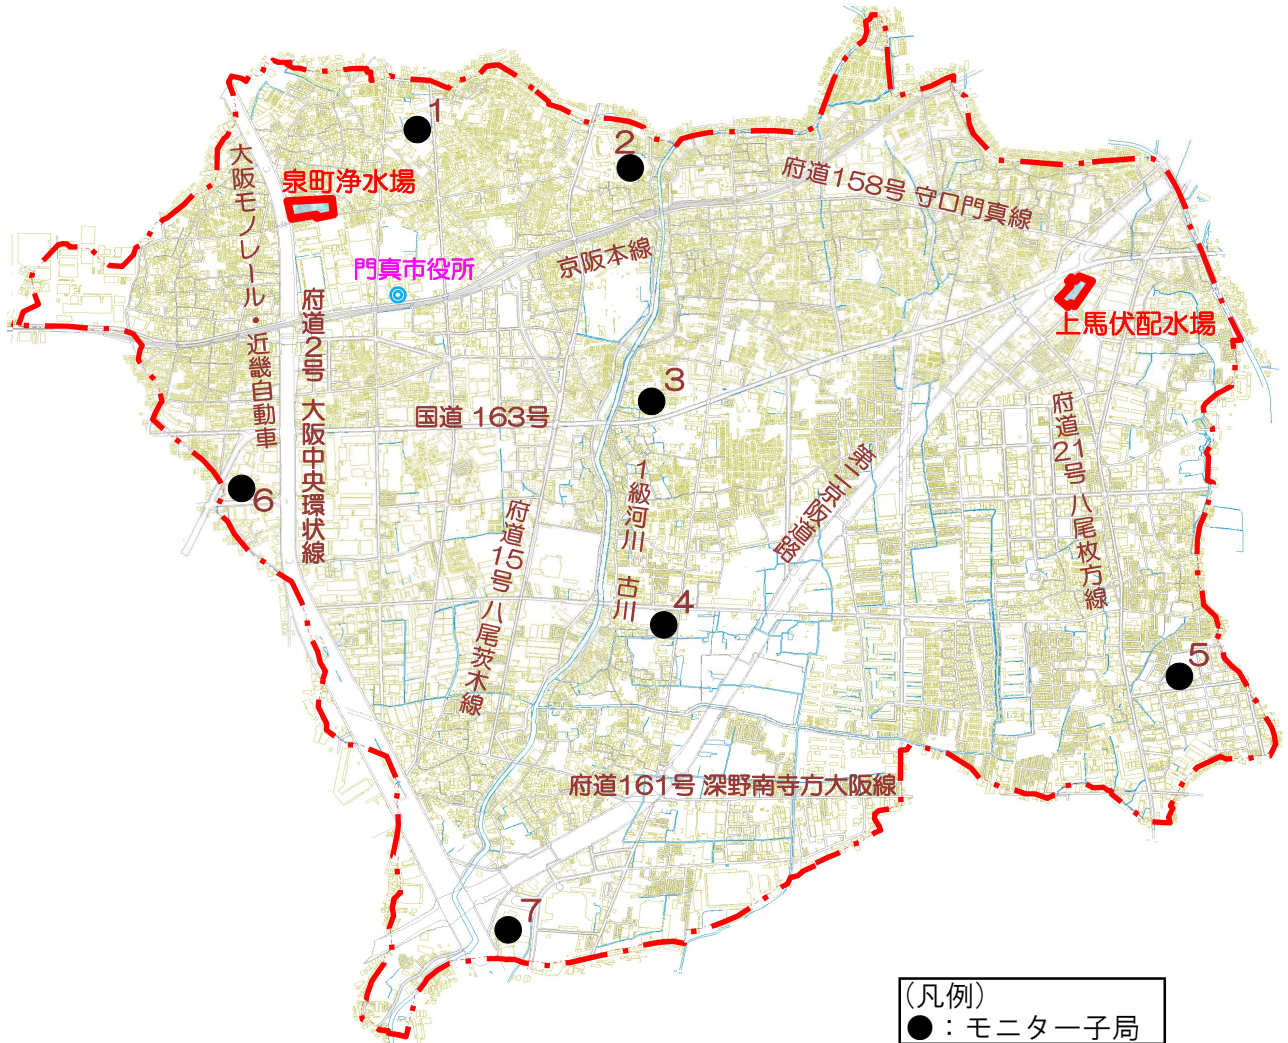 1
2
大阪モノレール・近畿自動車
泉町浄水場
府道158号 守口門真線
京阪本線
門真市役所
府道2号 大阪中央環状線
上馬伏配水場
3
国道 163号
府道21号 八尾枚方線
第二京阪道路
1級河川 古川
6
府道15号 八尾茨木線
4
5
府道161号 深野南寺方大阪線
7
(凡例)
●：モニター子局